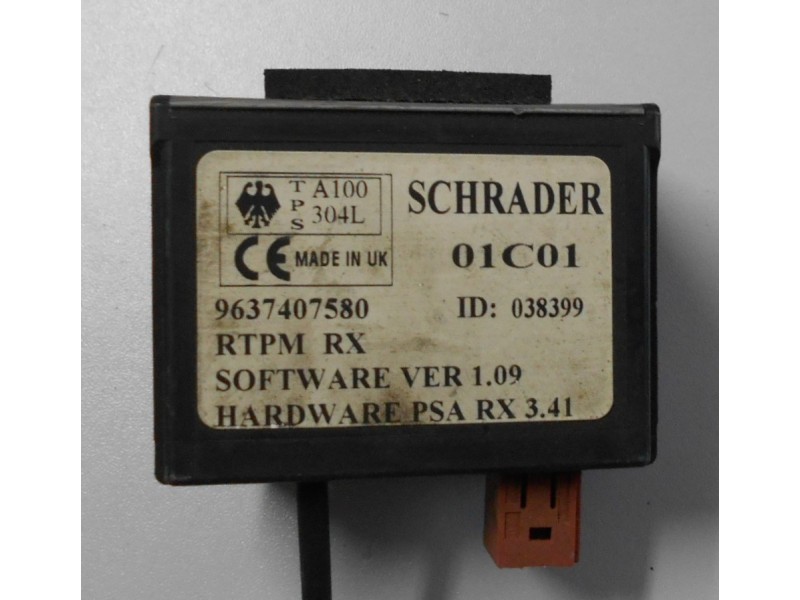 T A100
P
S 304L
CE MADE IN UK
SCHRADER
01C01
9637407580 ID: 038399
RTPM RX
SOFTWARE VER 1.09
HARDWARE PSA RX 3.41